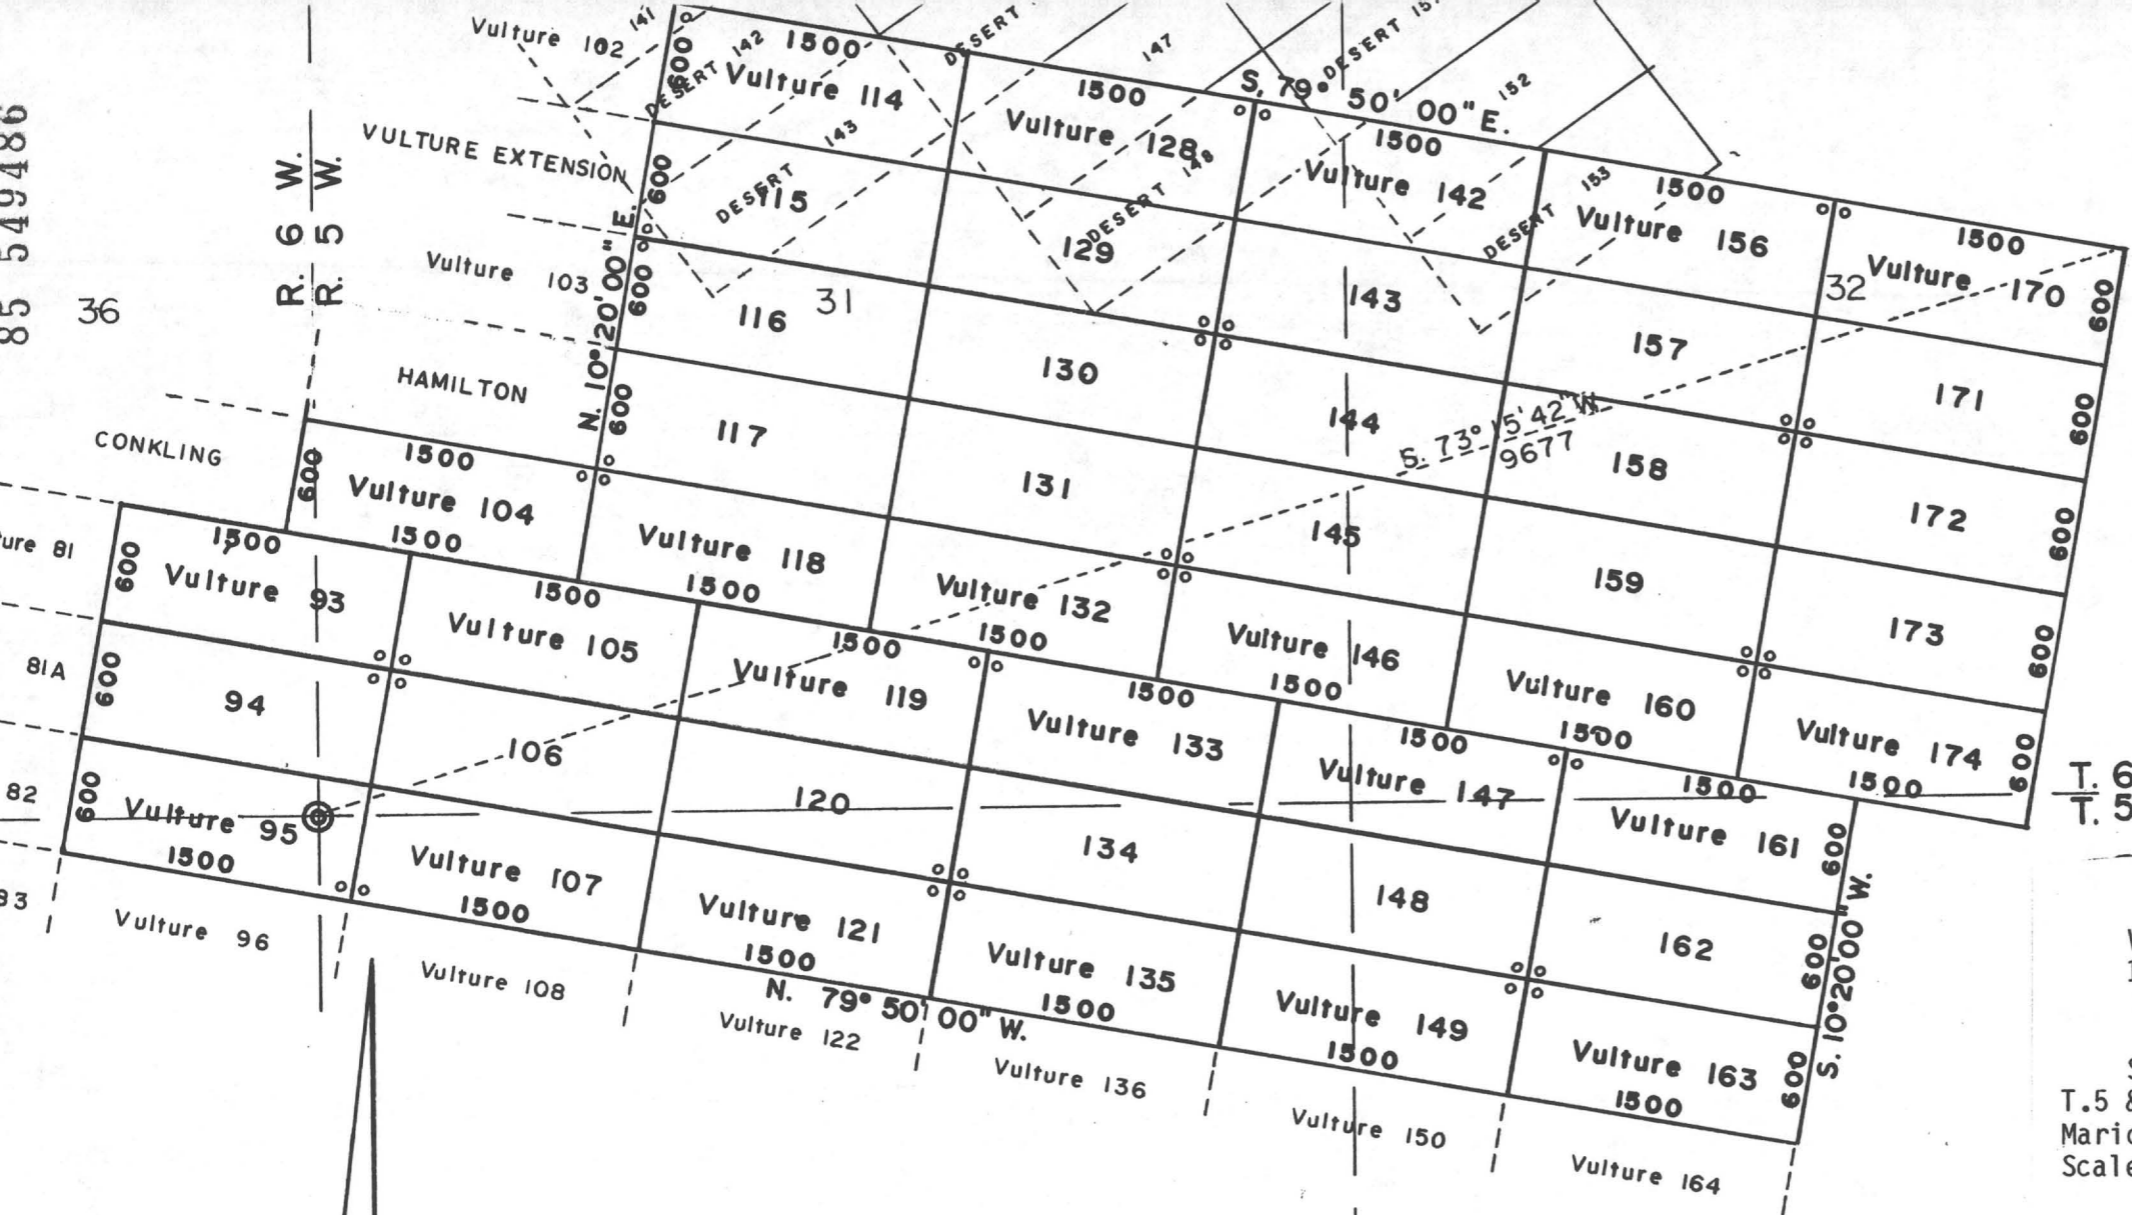 85 549486
36
R. 6 W.
R. 5 W.
Vulture 102
141
DESERT 142
600
1500
Vulture 114
143
DESERT
147
1500
Vulture 128
S. 79° 50' 00" E.
DESERT
152
1500
Vulture 142
153
1500
Vulture 156
1500
Vulture 170
600
VULTURE EXTENSION
600
DESERT
115
DESERT
129
143
DESERT
157
32
171
600
Vulture 103
N. 10° 20' 00" E.
600
116
31
130
144
S. 73° 15' 42" W
9677
158
172
600
HAMILTON
600
117
131
145
159
173
600
CONKLING
600
1500
Vulture 104
1500
Vulture 118
1500
Vulture 132
1500
Vulture 146
1500
Vulture 160
1500
Vulture 174
1500
600
ture 81
600
1500
Vulture 93
1500
Vulture 105
1500
Vulture 119
1500
Vulture 133
1500
Vulture 147
1500
Vulture 161
600
T. 6
T. 5
81A
600
94
106
120
134
148
162
600
82
600
Vulture 95
1500
Vulture 107
1500
Vulture 121
1500
Vulture 135
1500
Vulture 149
1500
Vulture 163
1500
600
S. 10° 20' 00" W.
N. 79° 50' 00" W.
83
Vulture 96
Vulture 108
Vulture 122
Vulture 136
Vulture 150
Vulture 164
T.5 &
Maric
Scale